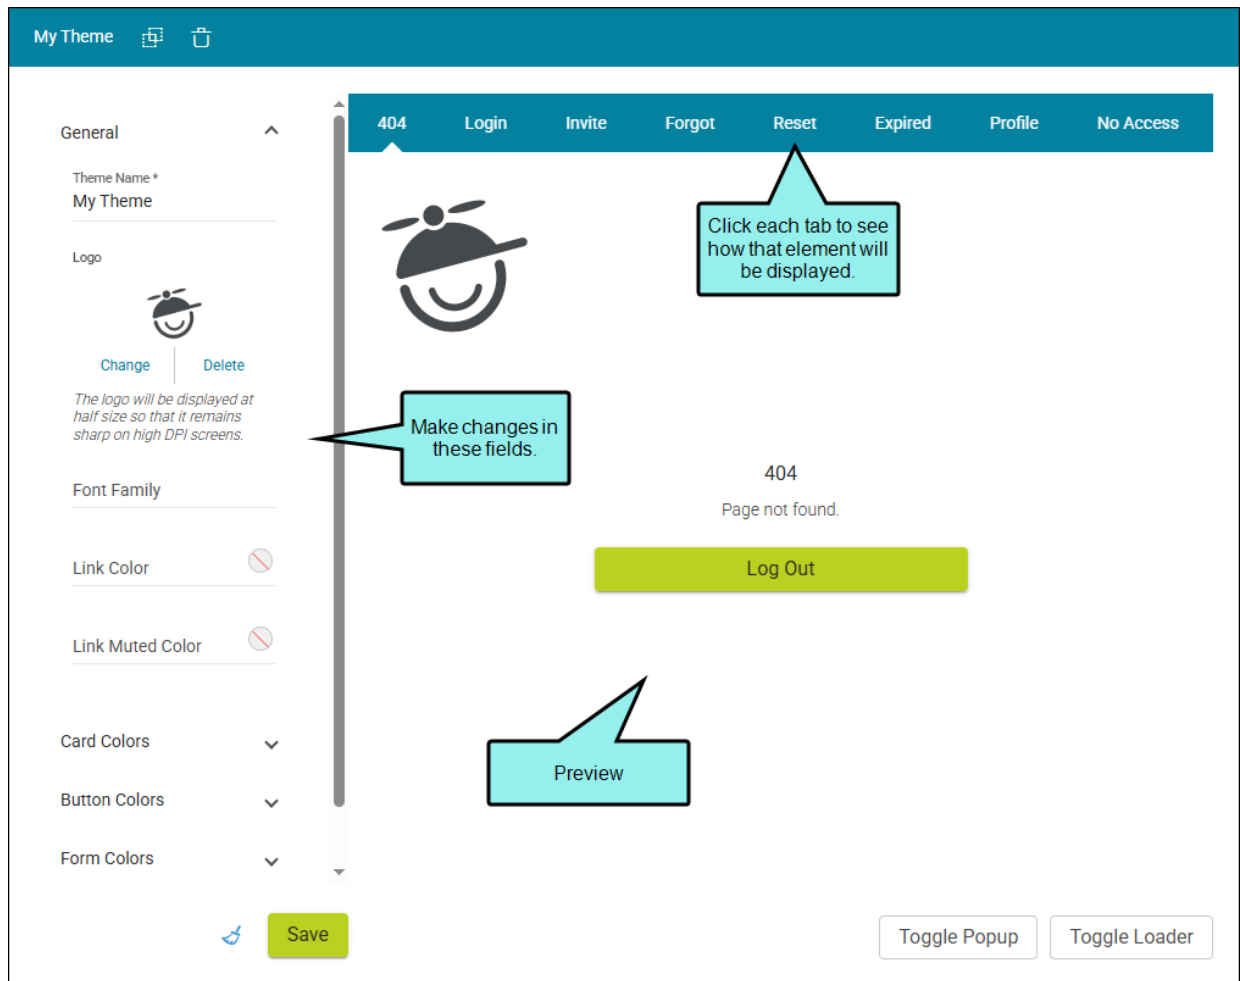 My Theme
General
404 Login Invite Forgot Reset Expired Profile No Access
Theme Name *
My Theme
Click each tab to see
how that element will
be displayed.
Logo
Change Delete
The logo will be displayed at
half size so that it remains
sharp on high DPI screens.
Make changes in
these fields.
404
Page not found.
Log Out
Font Family
Link Color
Link Muted Color
Preview
Card Colors
Button Colors
Form Colors
Save
Toggle Popup Toggle Loader